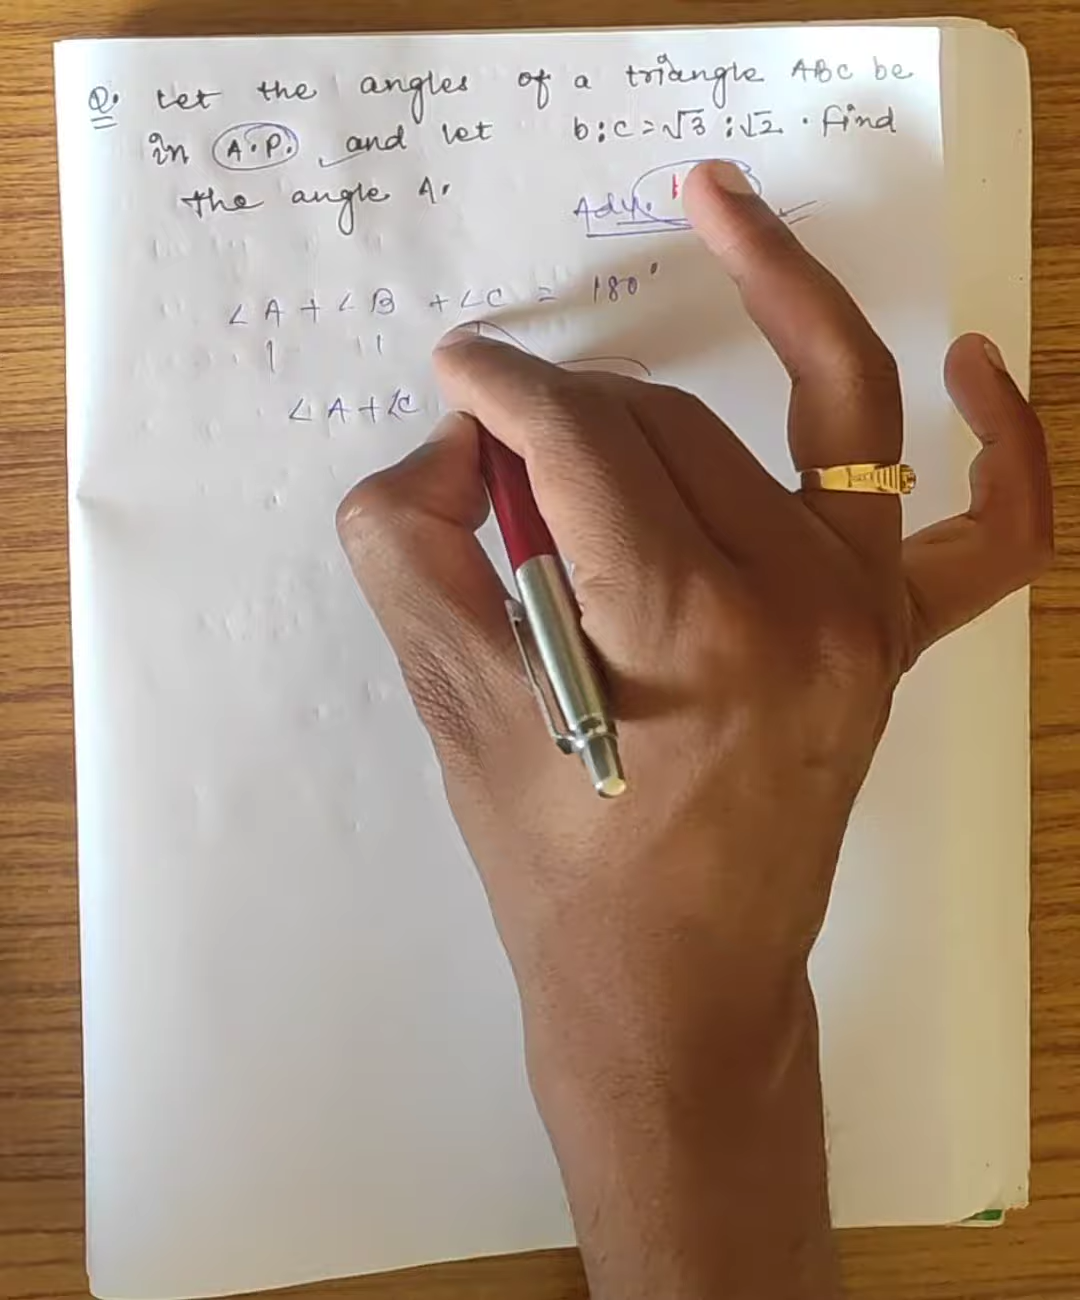 Q. Let the angles of a triangle ABC be
in A.P. and let b:c = √3 : √2 . find
the angle A.
Adv.
∠A + ∠B + ∠C = 180°
∠A + ∠C